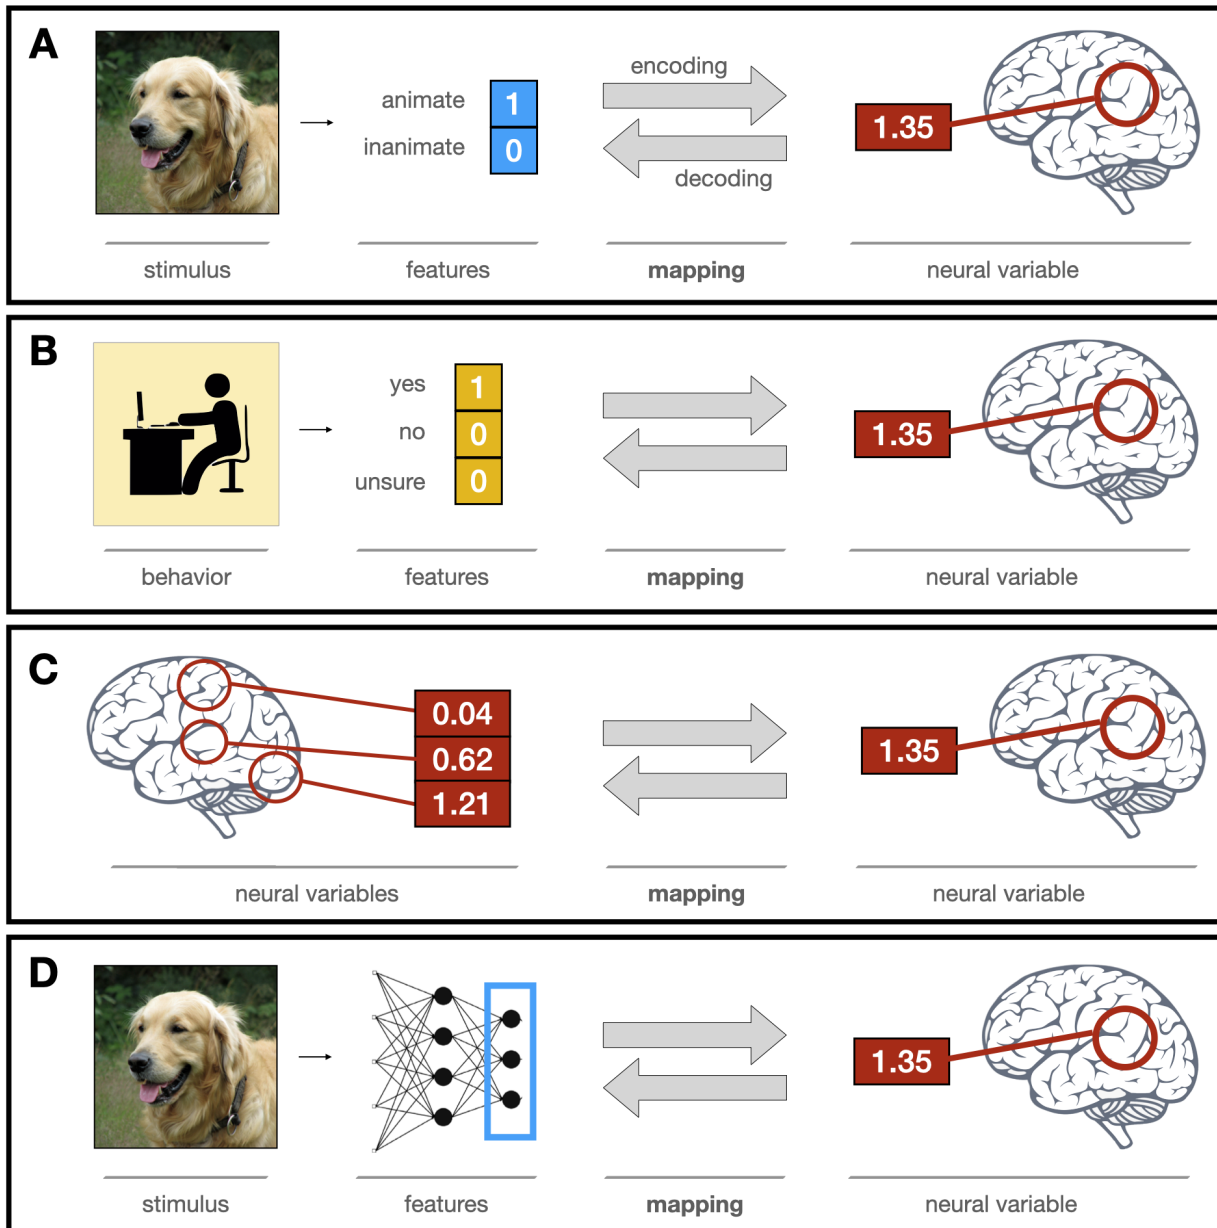 A
encoding
animate 1
inanimate 0
1.35
decoding
stimulus
features
mapping
neural variable
B
yes 1
no 0
unsure 0
1.35
behavior
features
mapping
neural variable
C
0.04
0.62
1.21
1.35
neural variables
mapping
neural variable
D
1.35
stimulus
features
mapping
neural variable